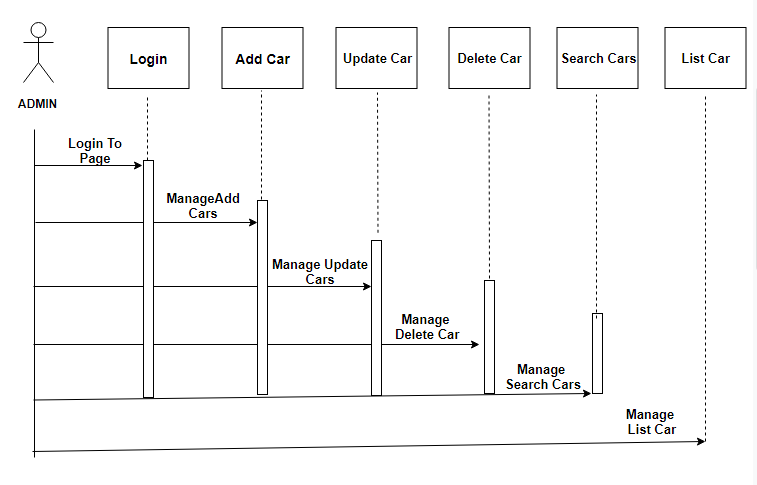 Login
Add Car
Update Car
Delete Car
Search Cars
List Car
ADMIN
Login To
Page
ManageAdd
Cars
Manage Update
Cars
Manage
Delete Car
Manage
Search Cars
Manage
List Car